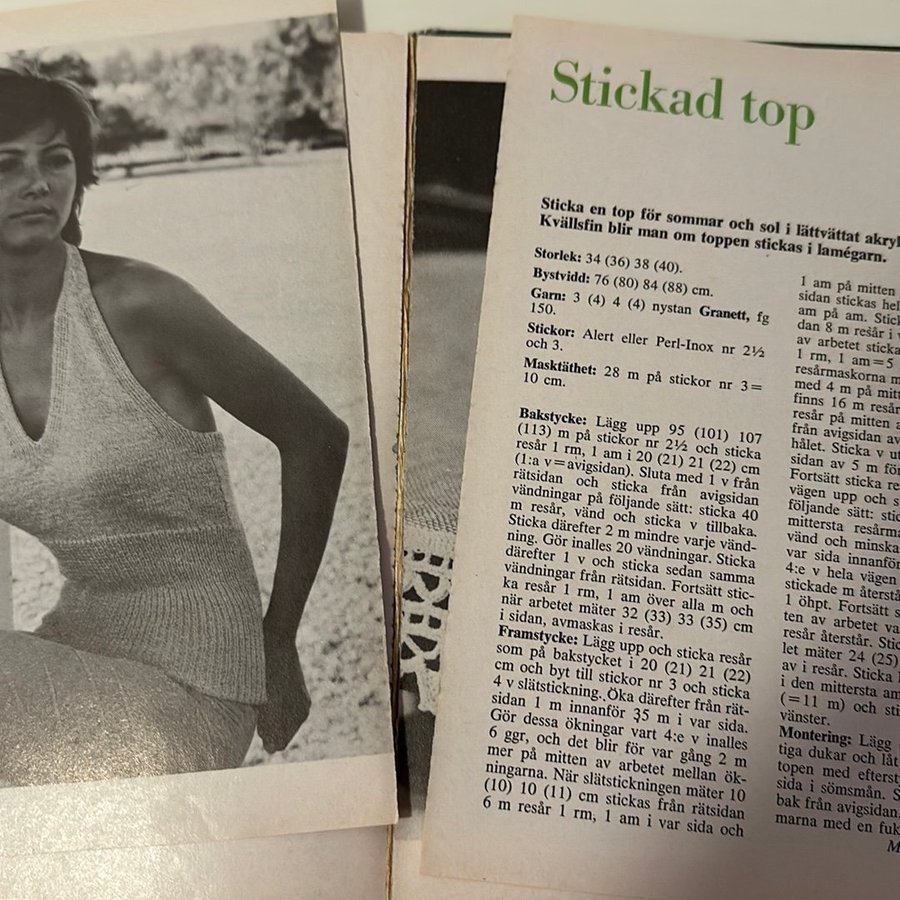 Stickad top
Sticka en top för sommar och sol i lättvättat akryl
Kvällsfin blir man om toppen stickas i lamégarn.
Storlek: 34 (36) 38 (40).
Bystvidd: 76 (80) 84 (88) cm.
Garn: 3 (4) 4 (4) nystan Granett, fg
150.
Stickor: Alert eller Perl-Inox nr 2½
och 3.
Masktäthet: 28 m på stickor nr 3=
10 cm.
Bakstycke: Lägg upp 95 (101) 107
(113) m på stickor nr 2½ och sticka
resår 1 rm, 1 am i 20 (21) 21 (22) cm
(1:a v=avigsidan). Sluta med 1 v från
rätsidan och sticka från avigsidan
vändningar på följande sätt: sticka 40
m resår, vänd och sticka v tillbaka.
Sticka därefter 2 m mindre varje vänd-
ning. Gör inalles 20 vändningar. Sticka
därefter 1 v och sticka sedan samma
vändningar från rätsidan. Fortsätt stic-
ka resår 1 rm, 1 am över alla m och
när arbetet mäter 32 (33) 33 (35) cm
i sidan, avmaskas i resår.
Framstycke: Lägg upp och sticka resår
som på bakstycket i 20 (21) 21 (22)
cm och byt till stickor nr 3 och sticka
4 v slätstickning. Öka därefter från rät-
sidan 1 m innanför 35 m i var sida.
Gör dessa ökningar vart 4:e v inalles
6 ggr, och det blir för var gång 2 m
mer på mitten av arbetet mellan ök-
ningarna. När slätstickningen mäter 10
(10) 10 (11) cm stickas från rätsidan
6 m resår 1 rm, 1 am i var sida och
1 am på mitten
sidan stickas hel
am på am. Stic
dan 8 m resår i v
av arbetet sticka
1 rm, 1 am=5
resårmaskorna m
med 4 m på mitt
finns 16 m resår
resår på mitten a
från avigsidan av
hålet. Sticka v ut
sidan av 5 m för
Fortsätt sticka re
vägen upp och s
följande sätt: stic
mittersta resårma
vänd och minska
var sida innanför
4:e v hela vägen
stickade m återstå
1 öhpt. Fortsätt s
ten av arbetet va
resår återstår. Stic
let mäter 24 (25)
av i resår. Sticka
i den mittersta am
(=11 m) och sti
vänster.
Montering: Lägg
tiga dukar och låt
topen med efterst
sida i sömsmån. S
bak från avigsidan.
marna med en fuk
M